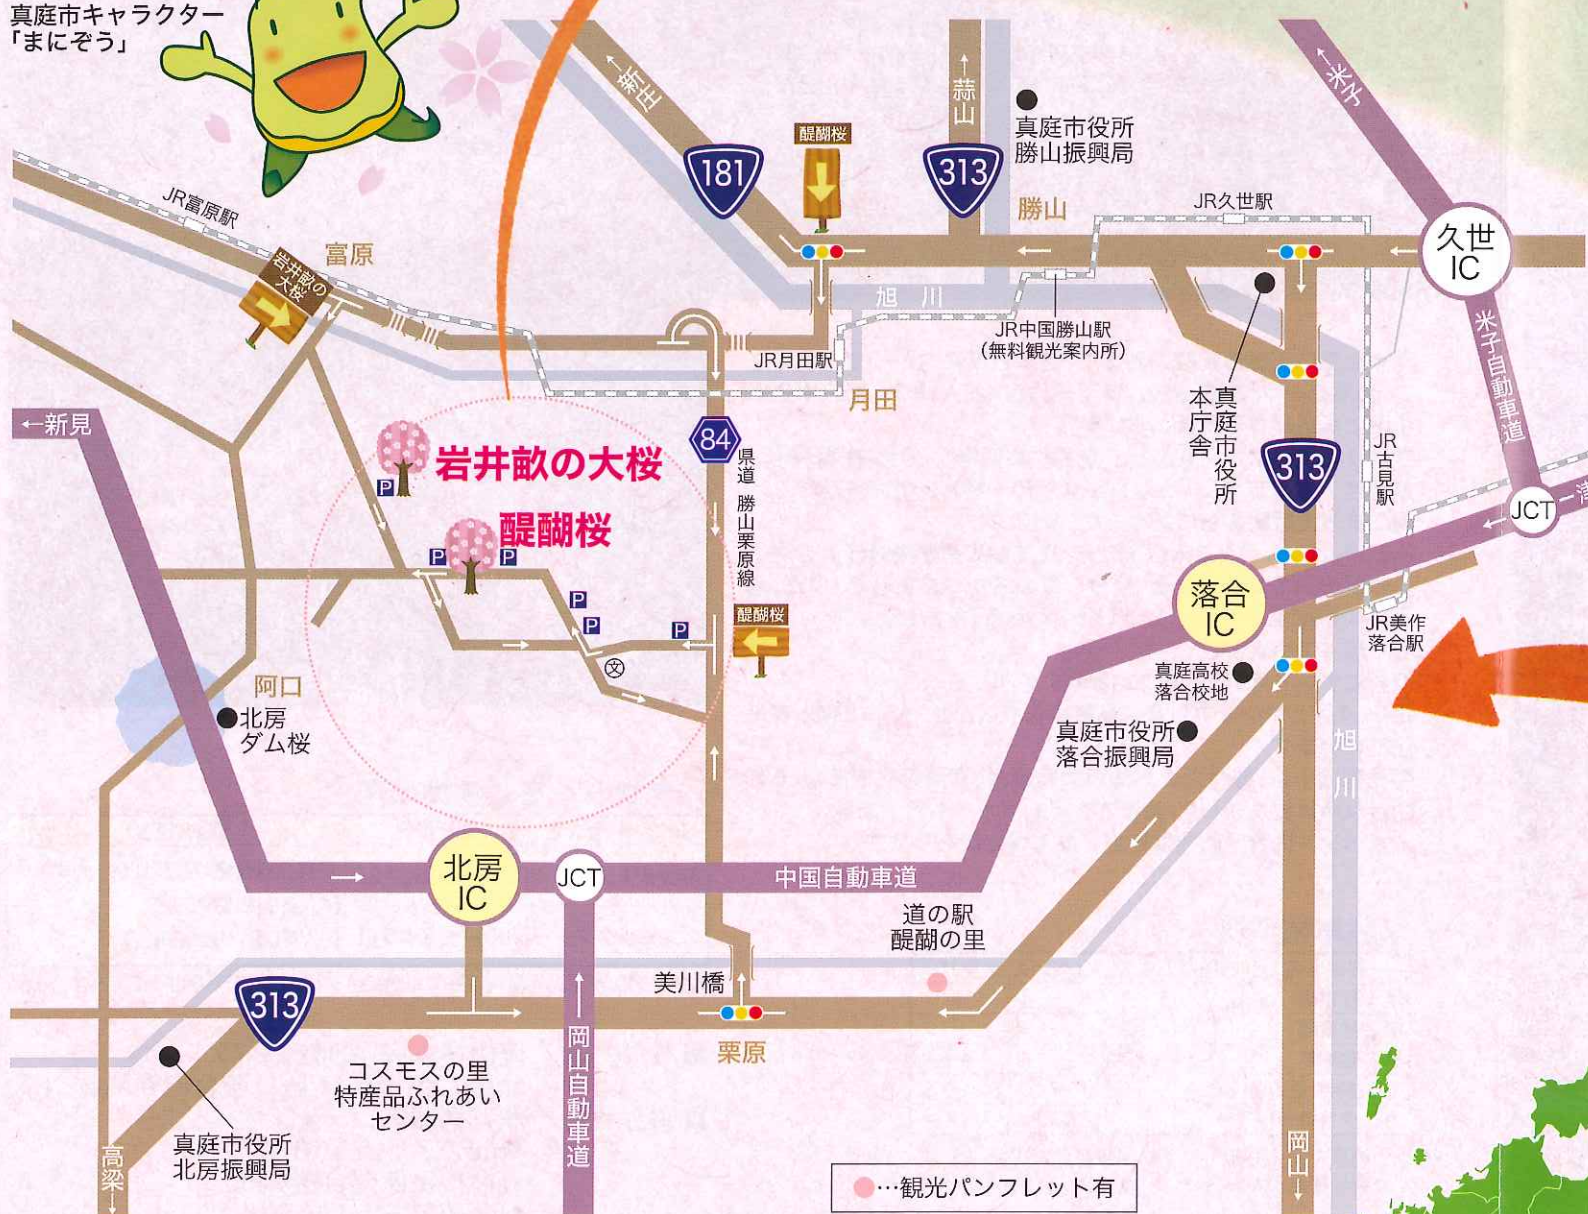 真庭市キャラクター
「まにぞう」
↑新庄
↑蒜山
真庭市役所
勝山振興局
↑米子
醍醐桜
181
313
勝山
JR久世駅
久世
IC
JR富原駅
富原
岩井畝の
大桜
旭川
JR中国勝山駅
(無料観光案内所)
JR月田駅
月田
真庭市役所
本庁舎
米子自動車道
←新見
岩井畝の大桜
P
醍醐桜
P
P
84
県道 勝山栗原線
313
JR古見駅
JCT
津
落合
IC
P
P
P
文
醍醐桜
JR美作
落合駅
真庭高校
落合校地
真庭市役所
落合振興局
旭川
阿口
北房
ダム桜
北房
IC
JCT
中国自動車道
道の駅
醍醐の里
美川橋
313
栗原
コスモスの里
特産品ふれあい
センター
岡山自動車道
真庭市役所
北房振興局
高梁↓
岡山↓
…観光パンフレット有